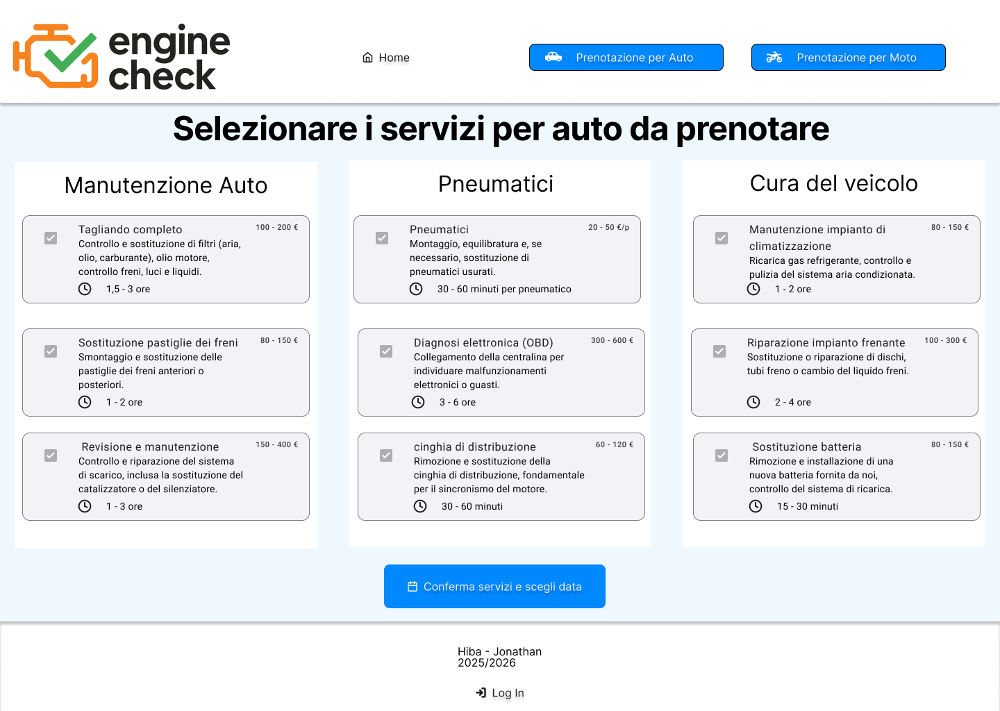 engine
check
Home
Prenotazione per Auto
Prenotazione per Moto
Selezionare i servizi per auto da prenotare
Manutenzione Auto
Tagliando completo
100 - 200 €
Controllo e sostituzione di filtri (aria,
olio, carburante), olio motore,
controllo freni, luci e liquidi.
1,5 - 3 ore
Sostituzione pastiglie dei freni
80 - 150 €
Smontaggio e sostituzione delle
pastiglie dei freni anteriori o
posteriori.
1 - 2 ore
Revisione e manutenzione
150 - 400 €
Controllo e riparazione del sistema
di scarico, inclusa la sostituzione del
catalizzatore o del silenziatore.
1 - 3 ore
Pneumatici
Pneumatici
20 - 50 €/p
Montaggio, equilibratura e, se
necessario, sostituzione di
pneumatici usurati.
30 - 60 minuti per pneumatico
Diagnosi elettronica (OBD)
300 - 600 €
Collegamento della centralina per
individuare malfunzionamenti
elettronici o guasti.
3 - 6 ore
cinghia di distribuzione
60 - 120 €
Rimozione e sostituzione della
cinghia di distribuzione, fondamentale
per il sincronismo del motore.
30 - 60 minuti
Cura del veicolo
Manutenzione impianto di
climatizzazione
80 - 150 €
Ricarica gas refrigerante, controllo e
pulizia del sistema aria condizionata.
1 - 2 ore
Riparazione impianto frenante
100 - 300 €
Sostituzione o riparazione di dischi,
tubi freno o cambio del liquido freni.
2 - 4 ore
Sostituzione batteria
80 - 150 €
Rimozione e installazione di una
nuova batteria fornita da noi,
controllo del sistema di ricarica.
15 - 30 minuti
Conferma servizi e scegli data
Hiba - Jonathan
2025/2026
Log In